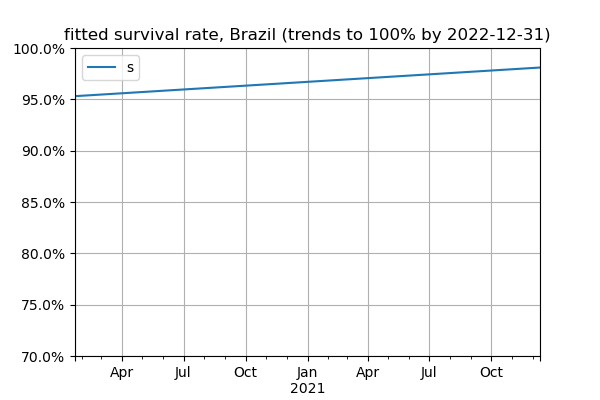 fitted survival rate, Brazil (trends to 100% by 2022-12-31)
100.0%
s
95.0%
90.0%
85.0%
80.0%
75.0%
70.0%
Apr Jul Oct Jan Apr Jul Oct
2021